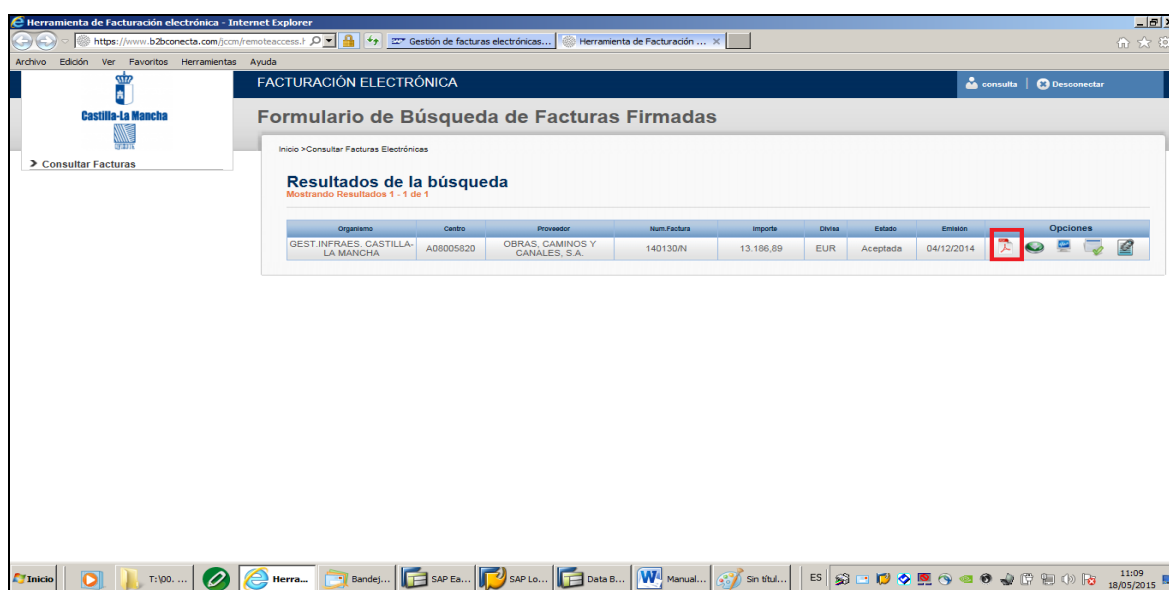 Herramienta de Facturación electrónica - Internet Explorer
https://www.b2bconecta.com/jccm/remoteaccess.h
Gestión de facturas electrónicas...
Herramienta de Facturación ...
Archivo Edición Ver Favoritos Herramientas Ayuda
Castilla-La Mancha
Consultar Facturas
FACTURACIÓN ELECTRÓNICA
consulta
Desconectar
Formulario de Búsqueda de Facturas Firmadas
Inicio >Consultar Facturas Electrónicas
Resultados de la búsqueda
Mostrando Resultados 1 - 1 de 1
Organismo Centro Proveedor Num.Factura Importe Divisa Estado Emisión Opciones
GEST.INFRAES. CASTILLA-LA MANCHA A08005820 OBRAS, CAMINOS Y CANALES, S.A. 140130/N 13.186,89 EUR Aceptada 04/12/2014
Inicio T:\00. ... Herra... Bandej... SAP Ea... SAP Lo... Data B... Manual... Sin títul... ES 11:09
18/05/2015